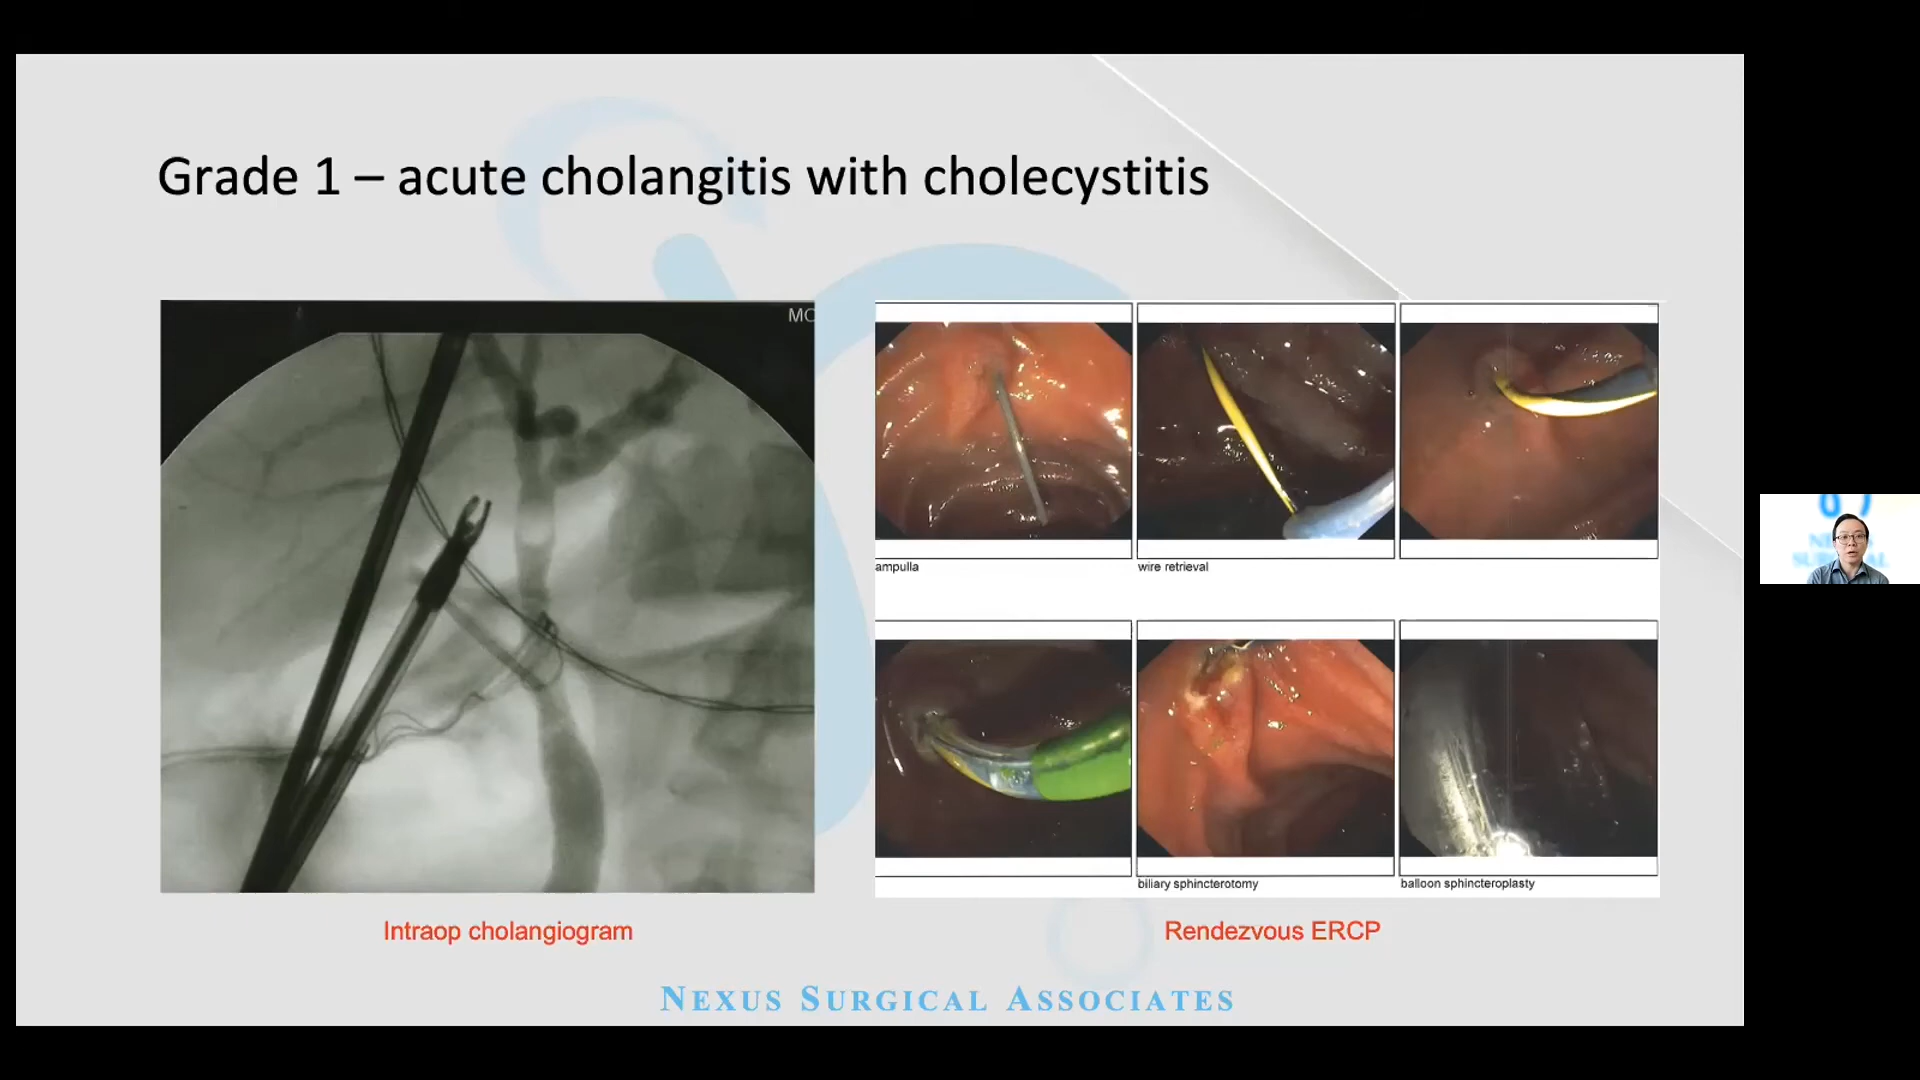 Grade 1 – acute cholangitis with cholecystitis
MC
ampulla
wire retrieval
biliary sphincterotomy
balloon sphincteroplasty
Intraop cholangiogram
Rendezvous ERCP
NEXUS SURGICAL ASSOCIATES